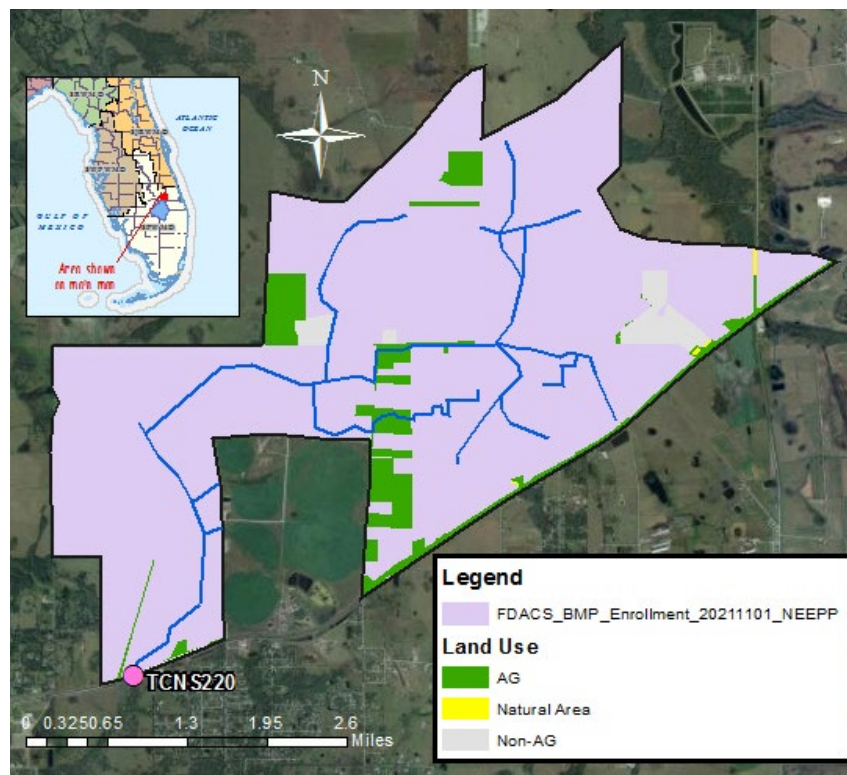 N
ATLANTIC
OCEAN
GULF OF
MEXICO
Area shown
on main map
TCNS220
0 0.325 0.65 1.3 1.95 2.6
Miles
Legend
FDACS_BMP_Enrollment_20211101_NEEPP
Land Use
AG
Natural Area
Non-AG